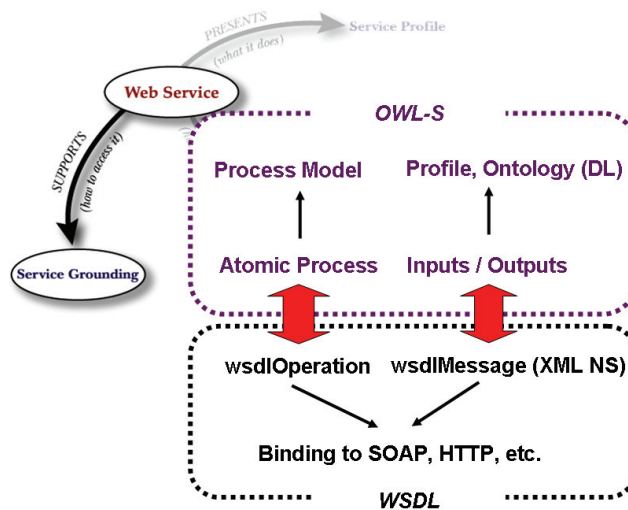 PRESENTS
(what it does)
Service Profile
Web Service
SUPPORTS
(how to access it)
Service Grounding
OWL-S
Process Model
Profile, Ontology (DL)
Atomic Process
Inputs / Outputs
wsdlOperation
wsdlMessage (XML NS)
Binding to SOAP, HTTP, etc.
WSDL